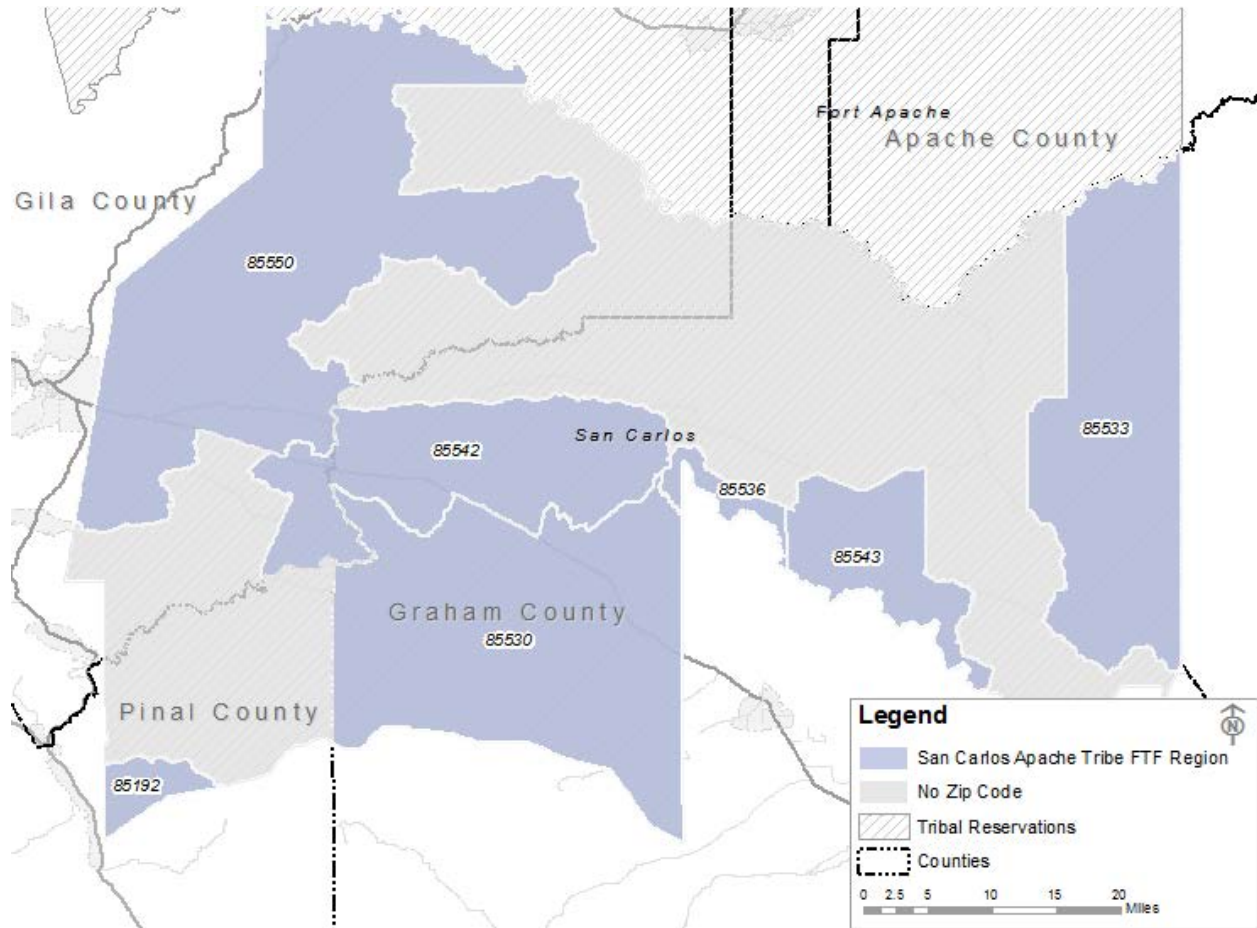 Fort Apache
Apache County
Gila County
85550
85533
San Carlos
85542
85536
85543
Graham County
85530
Pinal County
85192
Legend
N
San Carlos Apache Tribe FTF Region
No Zip Code
Tribal Reservations
Counties
0 2.5 5 10 15 20
Miles